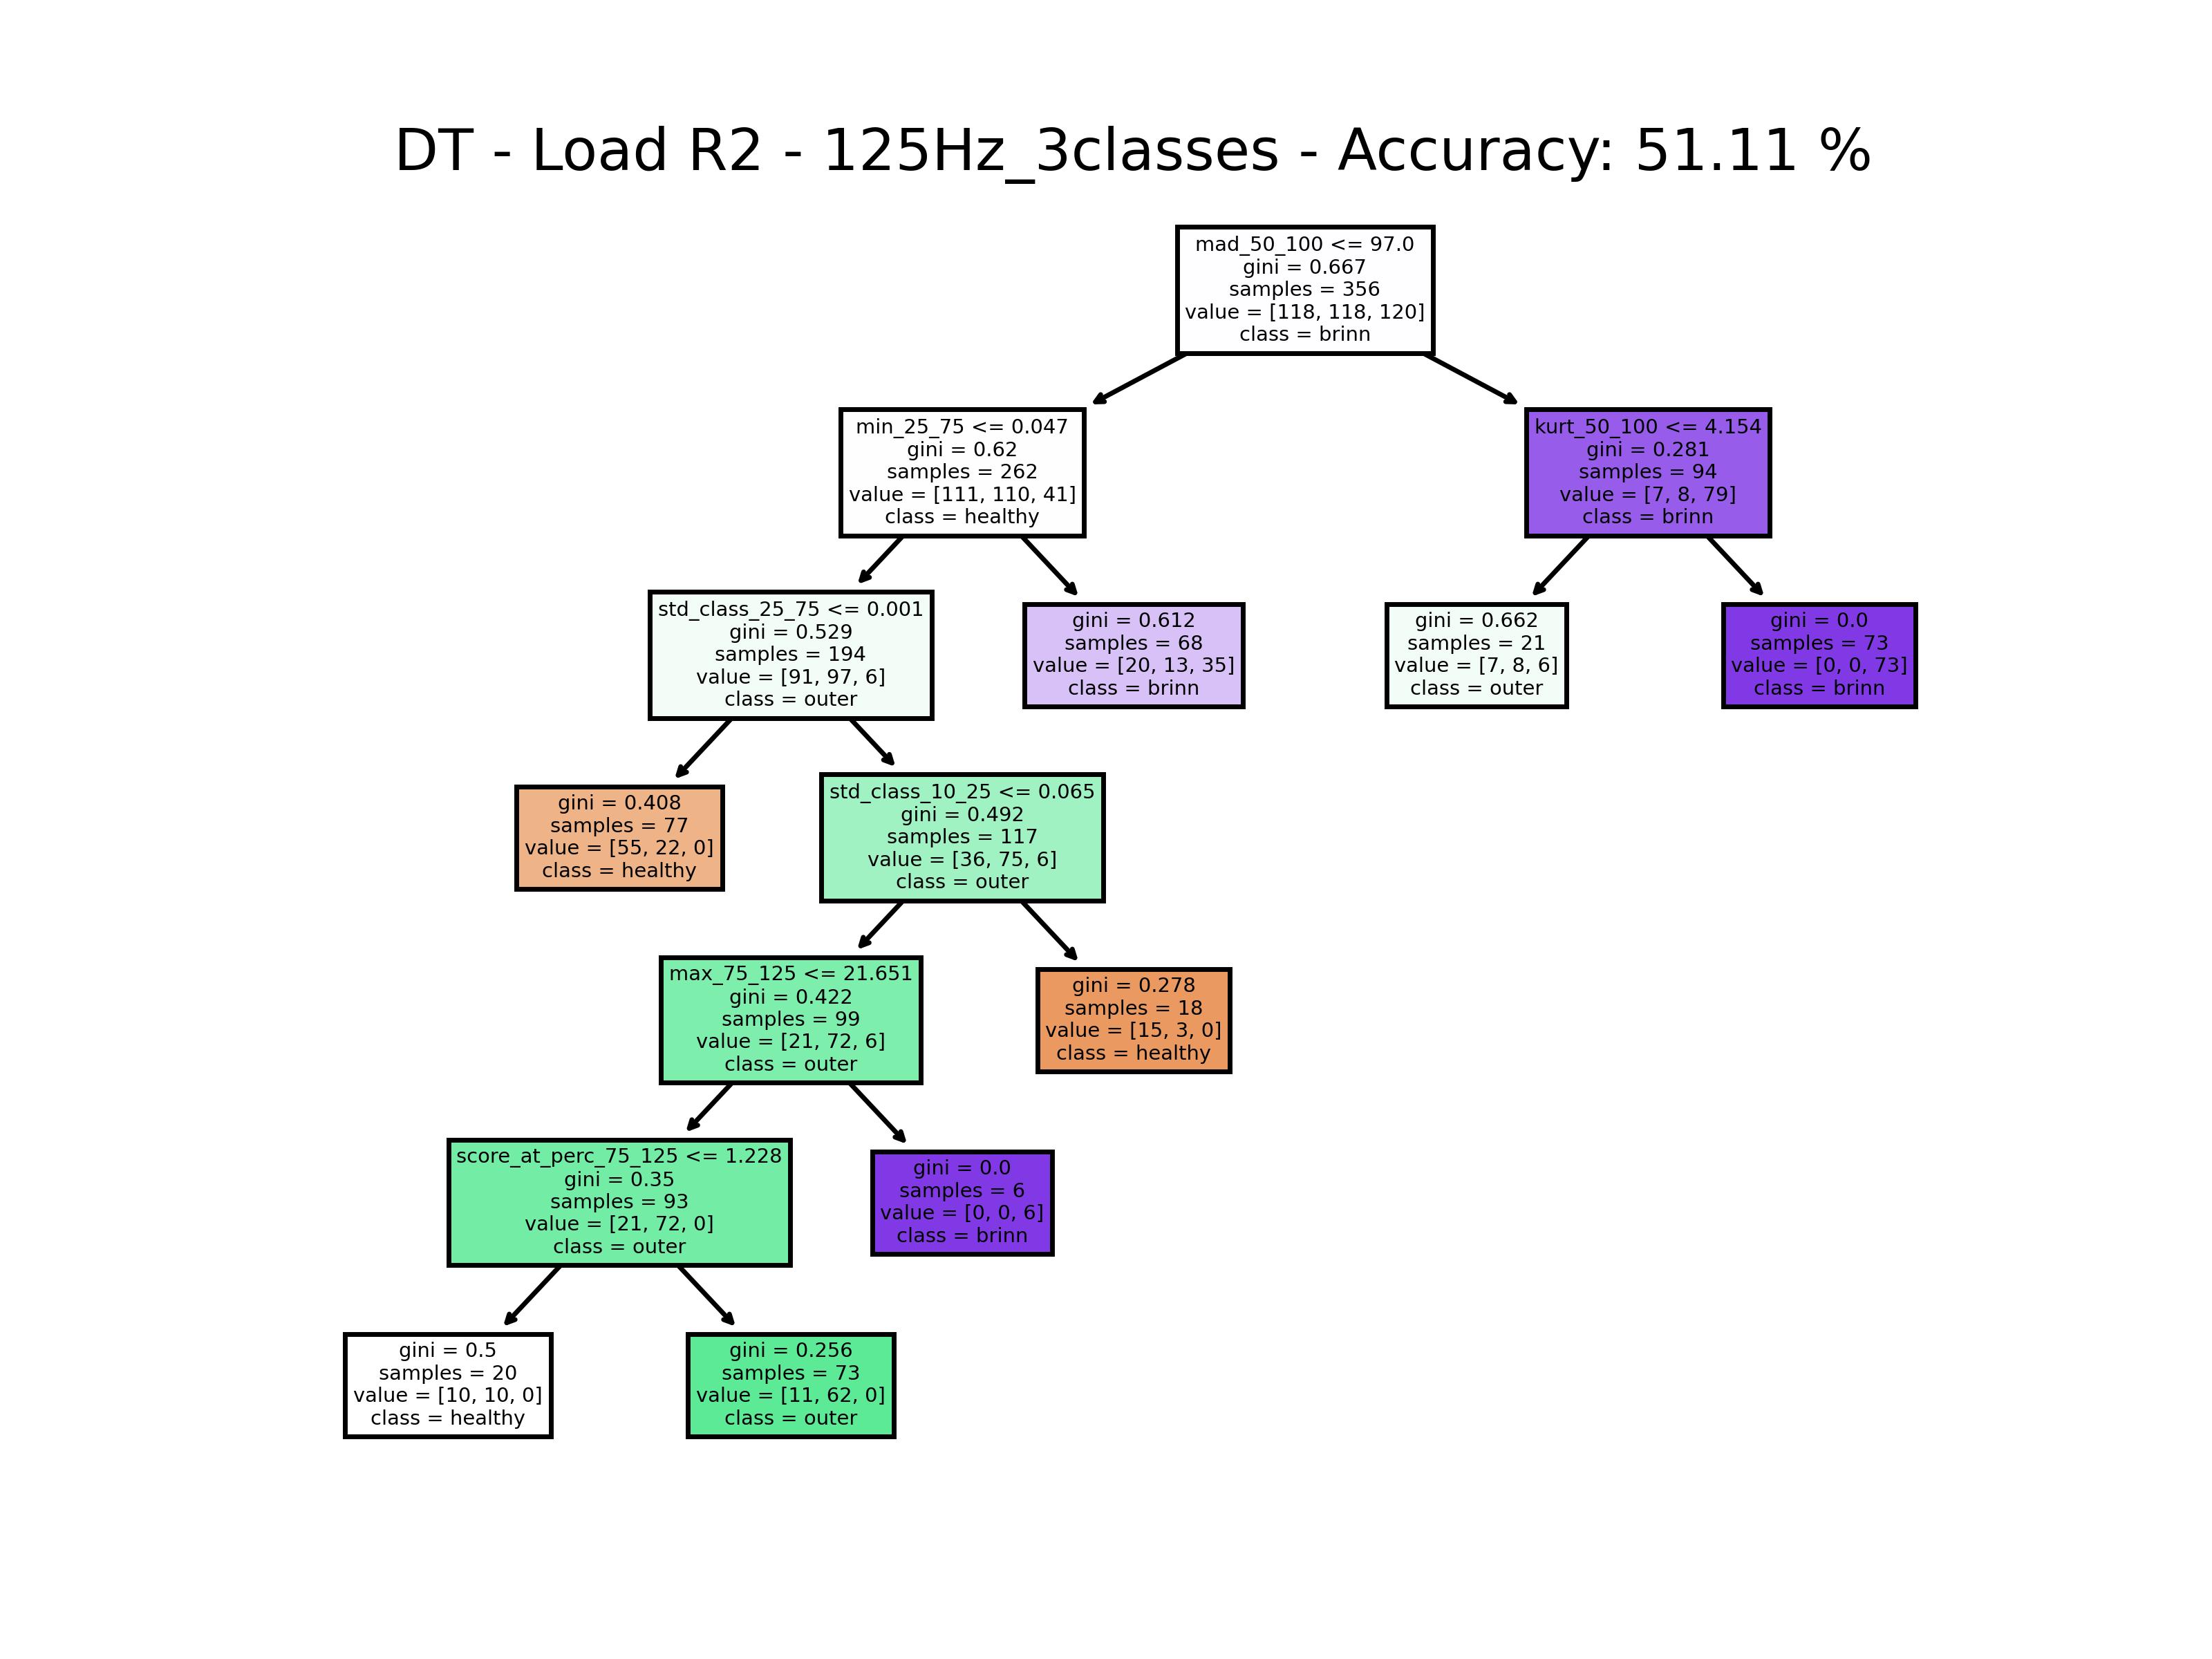 DT - Load R2 - 125Hz_3classes - Accuracy: 51.11 %
mad_50_100 <= 97.0
gini = 0.667
samples = 356
value = [118, 118, 120]
class = brinn
min_25_75 <= 0.047
gini = 0.62
samples = 262
value = [111, 110, 41]
class = healthy
kurt_50_100 <= 4.154
gini = 0.281
samples = 94
value = [7, 8, 79]
class = brinn
std_class_25_75 <= 0.001
gini = 0.529
samples = 194
value = [91, 97, 6]
class = outer
gini = 0.612
samples = 68
value = [20, 13, 35]
class = brinn
gini = 0.662
samples = 21
value = [7, 8, 6]
class = outer
gini = 0.0
samples = 73
value = [0, 0, 73]
class = brinn
gini = 0.408
samples = 77
value = [55, 22, 0]
class = healthy
std_class_10_25 <= 0.065
gini = 0.492
samples = 117
value = [36, 75, 6]
class = outer
max_75_125 <= 21.651
gini = 0.422
samples = 99
value = [21, 72, 6]
class = outer
gini = 0.278
samples = 18
value = [15, 3, 0]
class = healthy
score_at_perc_75_125 <= 1.228
gini = 0.35
samples = 93
value = [21, 72, 0]
class = outer
gini = 0.0
samples = 6
value = [0, 0, 6]
class = brinn
gini = 0.5
samples = 20
value = [10, 10, 0]
class = healthy
gini = 0.256
samples = 73
value = [11, 62, 0]
class = outer